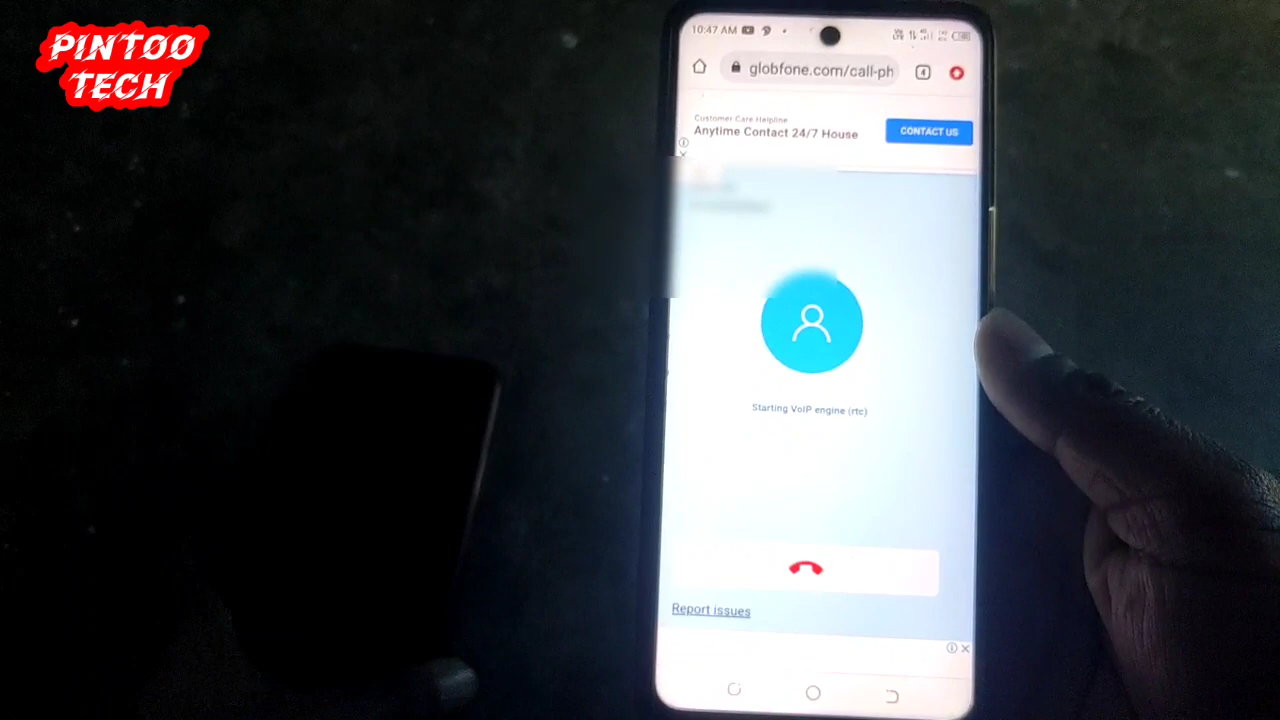 PINTOO
TECH
10:47 AM
globfone.com/call-ph
4
Customer Care Helpline
Anytime Contact 24/7 House
CONTACT US
Starting VoIP engine (rtc)
Report issues